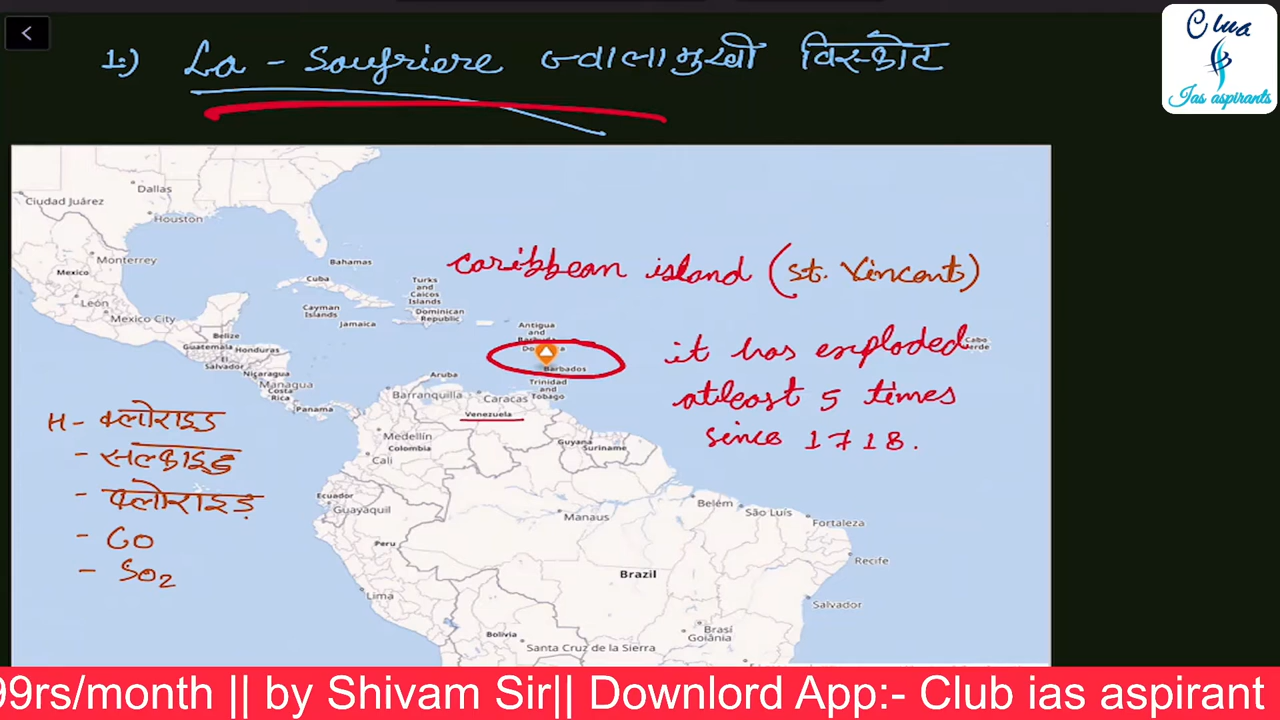 Clua
Ias aspirants
1.) La - Soufriere ज्वालामुखी विस्फोट
Dallas
Ciudad Juárez
Houston
Monterrey
Bahamas
Mexico
Cuba
Turks
and
Caicos
Islands
León
Mexico City
Cayman
Islands
Jamaica
Dominican
Republic
Belize
Guatemala
Honduras
El
Salvador
Nicaragua
Managua
Costa
Rica
Panama
Antigua
and
Barbuda
Barbados
Trinidad
and
Tobago
Aruba
Barranquilla
Caracas
Venezuela
Medellín
Colombia
Cali
Guyana
Suriname
Ecuador
Guayaquil
Peru
Lima
Manaus
Belém
São Luís
Fortaleza
Recife
Brazil
Salvador
Brasí
Goiânia
Bolivia
Santa Cruz de la Sierra
Caribbean island (St. Vincent)
it has exploded
atleast 5 times
since 1718.
H - क्लोराइड
- सल्फाइड
- क्लोराइड
- CO
- SO2
99rs/month || by Shivam Sir|| Downlord App:- Club ias aspirant